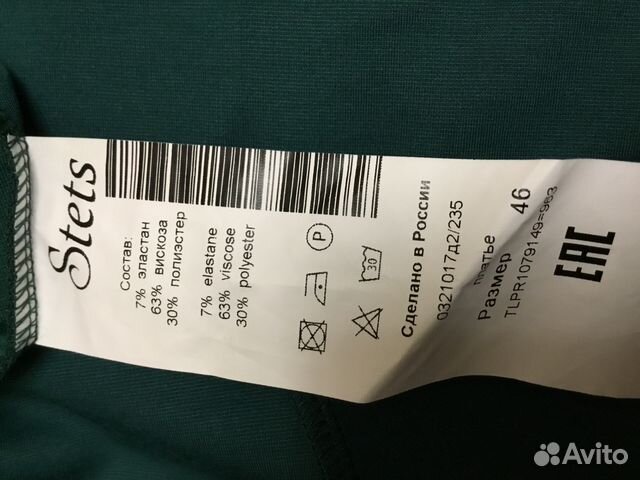 Stets
Состав:
7% эластан
63% вискоза
30% полиэстер
7% elastane
63% viscose
30% polyester
P
30
Сделано в России
0321017д2/235
платье
Размер 46
TLPR1079149=963
EAC
Avito